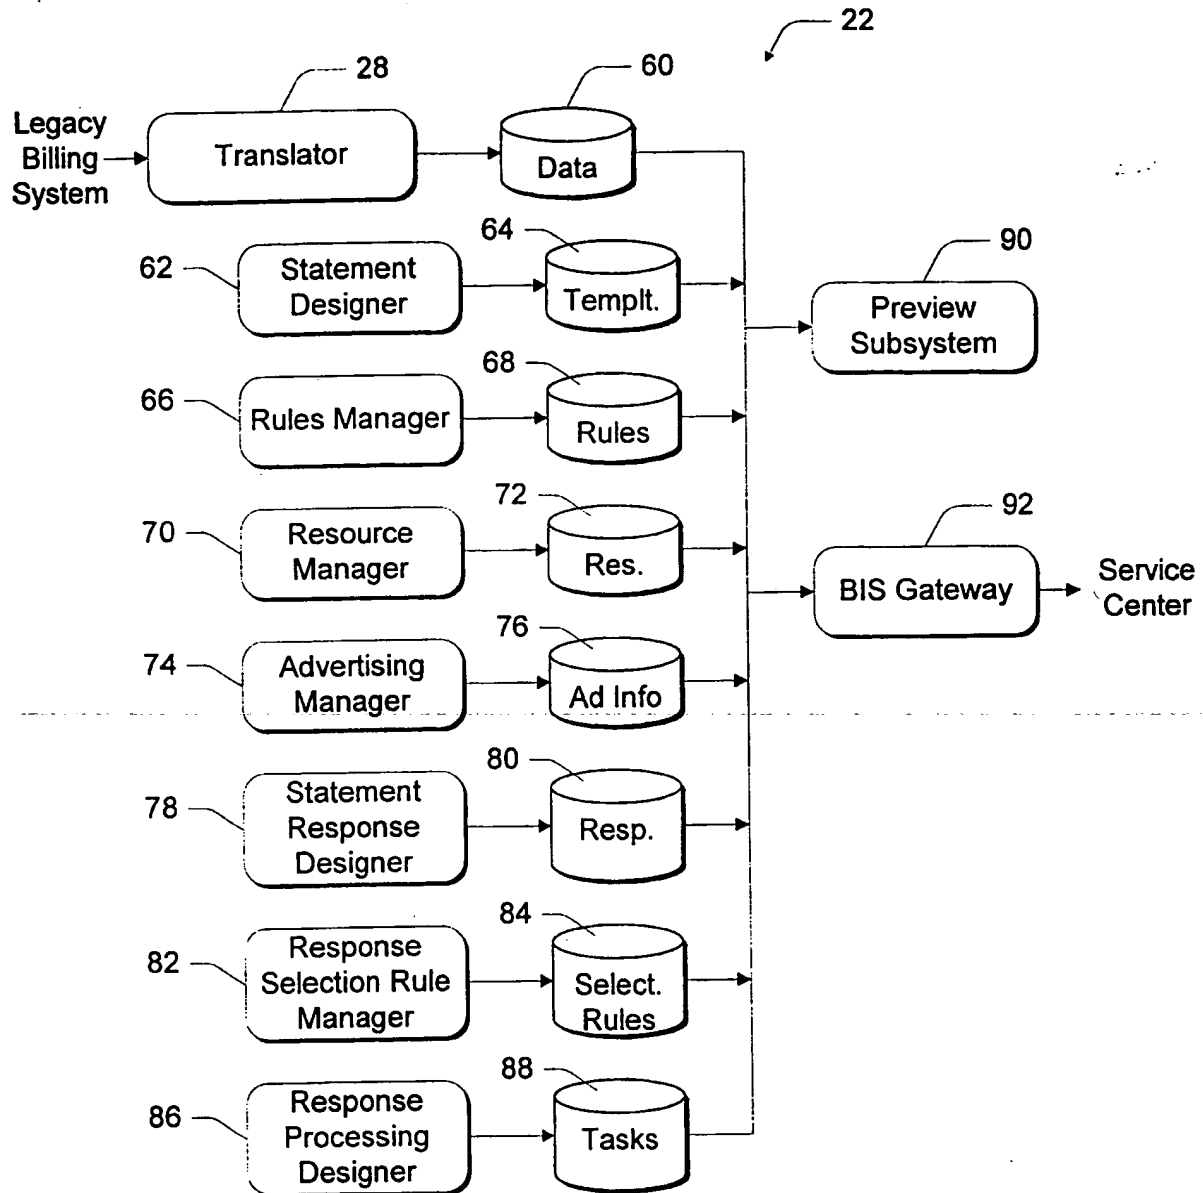 22
28
60
Legacy
Billing
System
Translator
Data
62
Statement
Designer
64
Templt.
90
Preview
Subsystem
66
Rules Manager
68
Rules
70
Resource
Manager
72
Res.
92
BIS Gateway
Service
Center
74
Advertising
Manager
76
Ad Info
78
Statement
Response
Designer
80
Resp.
82
Response
Selection Rule
Manager
84
Select.
Rules
86
Response
Processing
Designer
88
Tasks